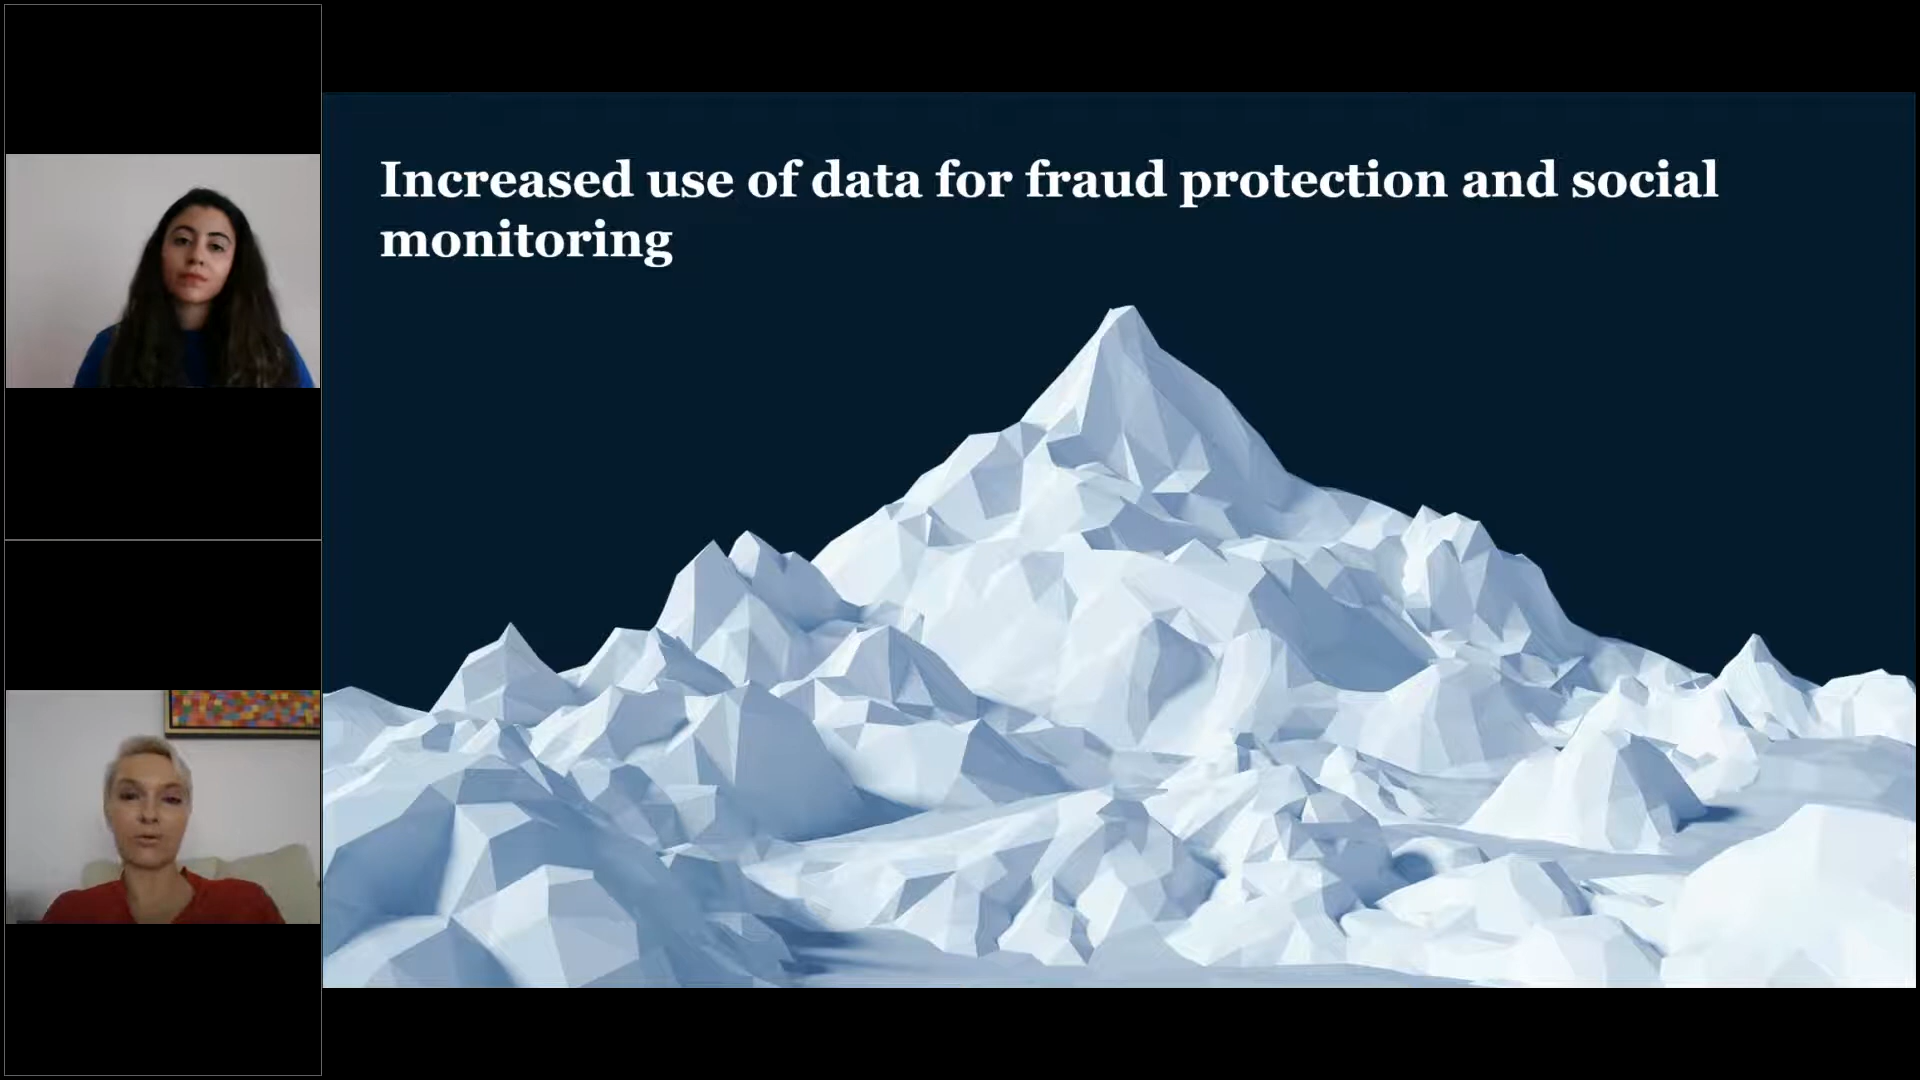 Increased use of data for fraud protection and social
monitoring